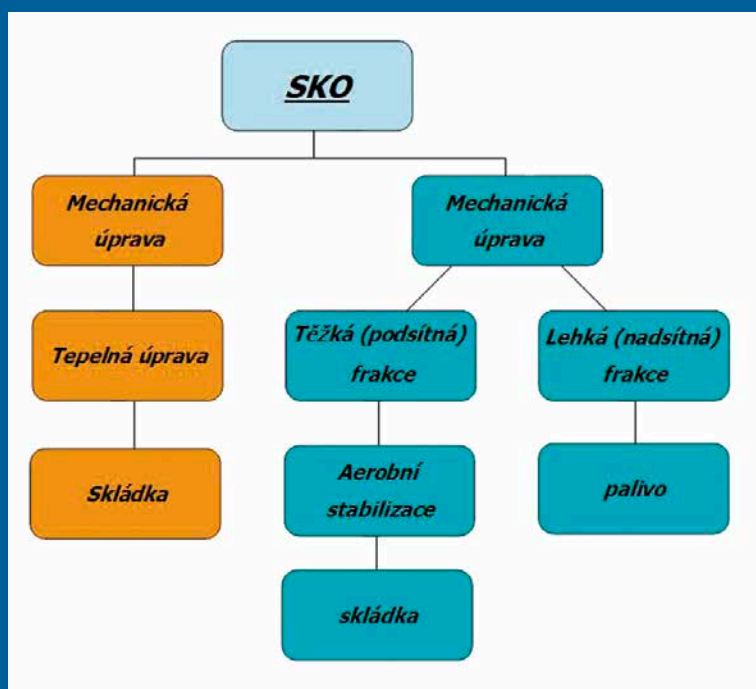 SKO
Mechanická
úprava
Mechanická
úprava
Tepelná úprava
Těžká (podsítná)
frakce
Lehká (nadsítná)
frakce
Skládka
Aerobní
stabilizace
palivo
skládka